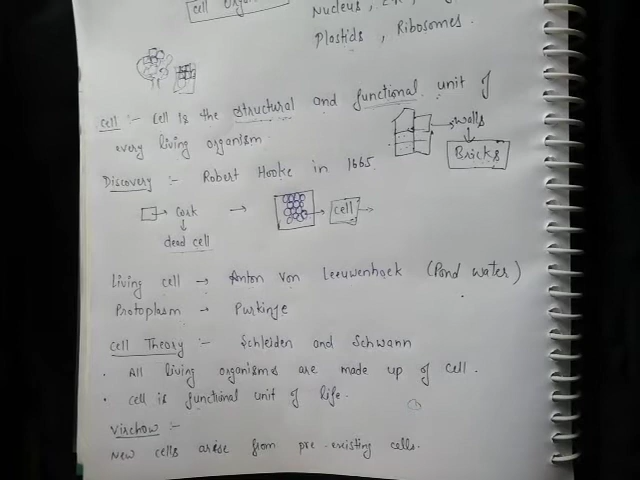 Cell Organ
Nucleus, E.R,
Plastids, Ribosomes.
Cell :- Cell is the structural and functional unit of
every living organism.
walls
Bricks
Discovery :- Robert Hooke in 1665.
Cork
cell
dead cell
Living cell → Anton Von Leeuwenhoek (Pond water)
Protoplasm → Purkinje
Cell Theory :- Schleiden and Schwann
· All living organisms are made up of cell.
· cell is functional unit of life.
Virchow :-
New cells arise from pre-existing cells.